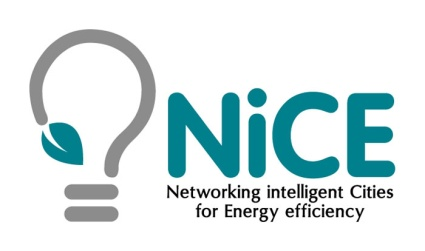 NiCE
Networking intelligent Cities
for Energy efficiency